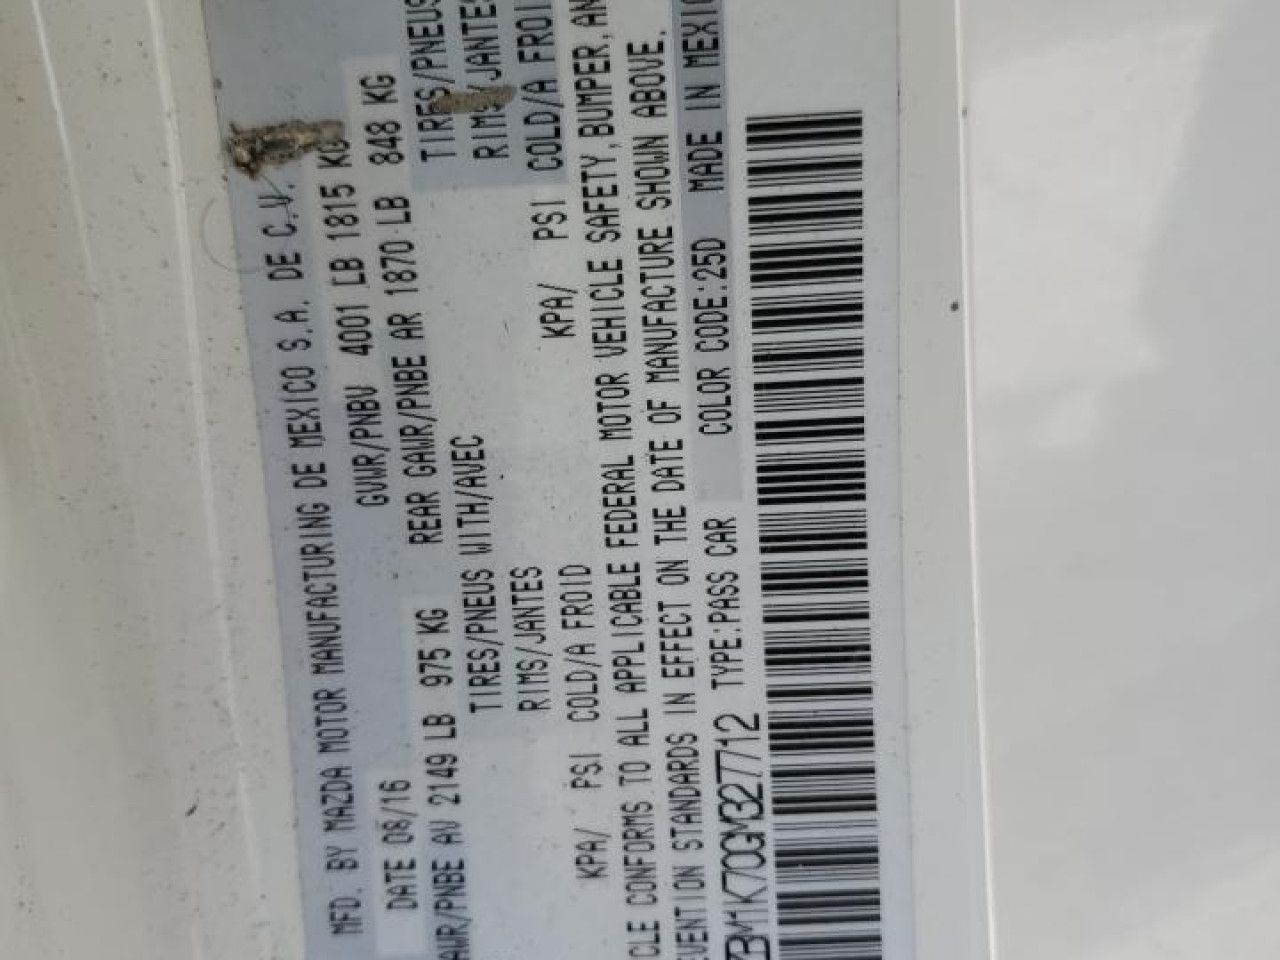 MFD. BY MAZDA MOTOR MANUFACTURING DE MEXICO S.A. DE C.V.
DATE 08/16 GVWR/PNBV 4001 LB 1815 KG
AWR/PNBE AV 2149 LB 975 KG REAR GAWR/PNBE AR 1870 LB 848 KG
TIRES/PNEUS WITH/AVEC TIRES/PNEUS
RIMS/JANTES RIMS/JANTES
KPA/ PSI COLD/A FROID KPA/ PSI COLD/A FROI
CLE CONFORMS TO ALL APPLICABLE FEDERAL MOTOR VEHICLE SAFETY, BUMPER, AN
EVENTION STANDARDS IN EFFECT ON THE DATE OF MANUFACTURE SHOWN ABOVE.
ZBM1K70GM327712 TYPE:PASS CAR COLOR CODE:25D MADE IN MEXIC